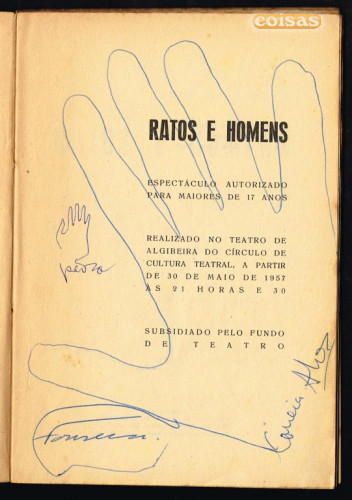 coisas
RATOS E HOMENS
ESPECTÁCULO AUTORIZADO
PARA MAIORES DE 17 ANOS
REALIZADO NO TEATRO DE
ALGIBEIRA DO CÍRCULO DE
CULTURA TEATRAL, A PARTIR
DE 30 DE MAIO DE 1957
ÀS 21 HORAS E 30
SUBSIDIADO PELO FUNDO
DE TEATRO
pedro
Fonseca
Correia Alves